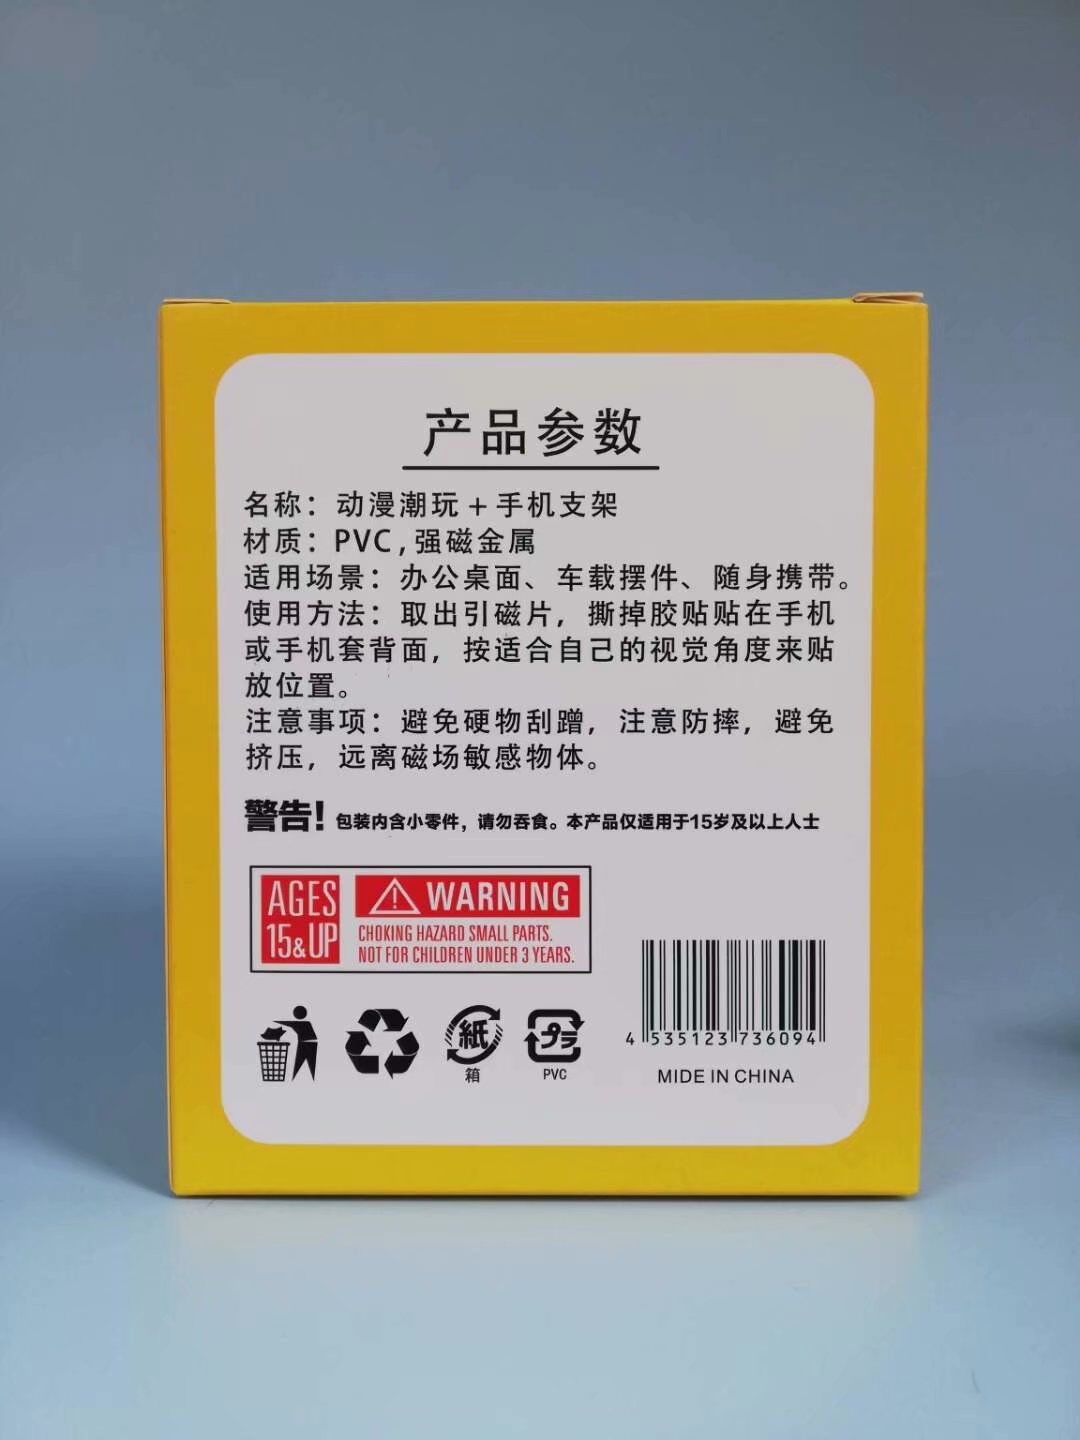 产品参数
名称：动漫潮玩+手机支架
材质：PVC,强磁金属
适用场景：办公桌面、车载摆件、随身携带。
使用方法：取出引磁片，撕掉胶贴贴在手机
或手机套背面，按适合自己的视觉角度来贴
放位置。
注意事项：避免硬物刮蹭，注意防摔，避免
挤压，远离磁场敏感物体。
警告！包装内含小零件，请勿吞食。本产品仅适用于15岁及以上人士
AGES
15&UP
WARNING
CHOKING HAZARD SMALL PARTS.
NOT FOR CHILDREN UNDER 3 YEARS.
紙
箱
プラ
PVC
4 535123 736094
MIDE IN CHINA